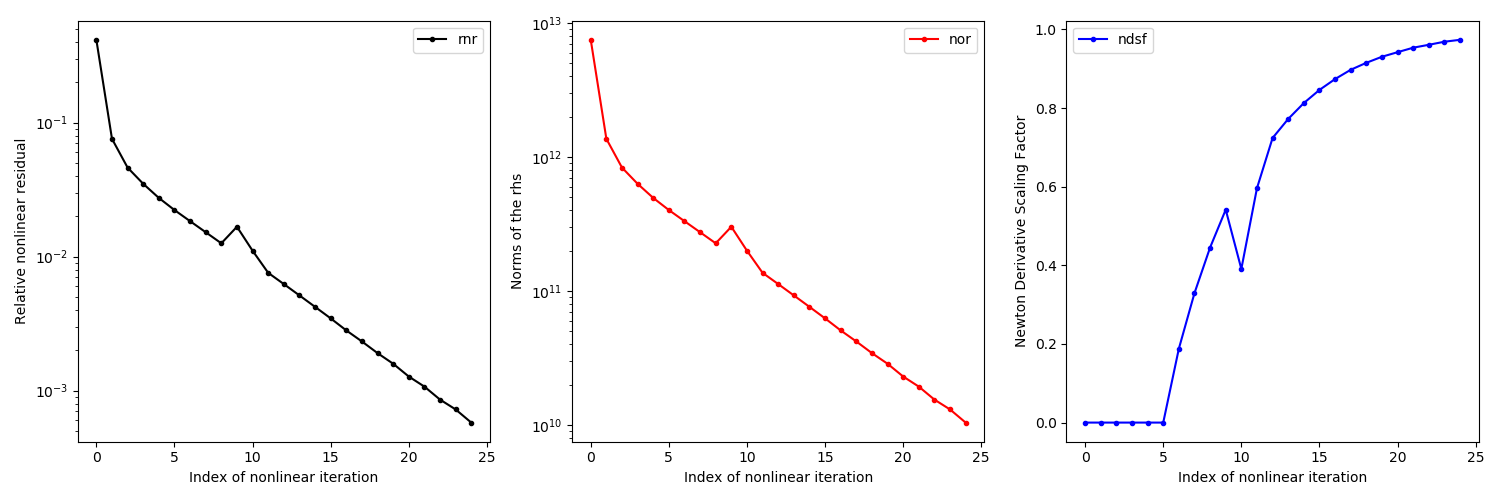 rnr
10⁻¹
10⁻²
10⁻³
Relative nonlinear residual
0 5 10 15 20 25
Index of nonlinear iteration
nor
10¹³
10¹²
10¹¹
10¹⁰
Norms of the rhs
0 5 10 15 20 25
Index of nonlinear iteration
ndsf
1.0
0.8
0.6
0.4
0.2
0.0
Newton Derivative Scaling Factor
0 5 10 15 20 25
Index of nonlinear iteration